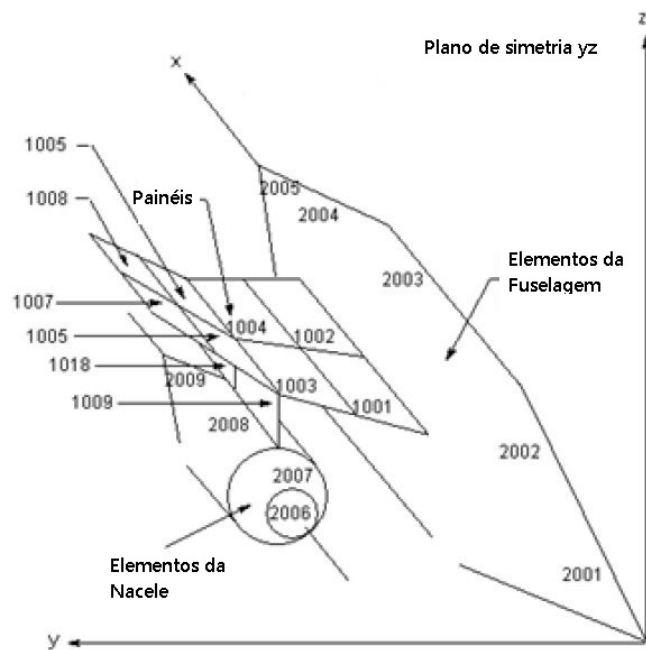 z
Plano de simetria yz
x
1005
1008
Painéis
2005
2004
Elementos da
Fuselagem
2003
1007
1004
1002
1005
1018
2009
1003
1009
1001
2008
2002
2007
2006
Elementos da
Nacele
2001
y